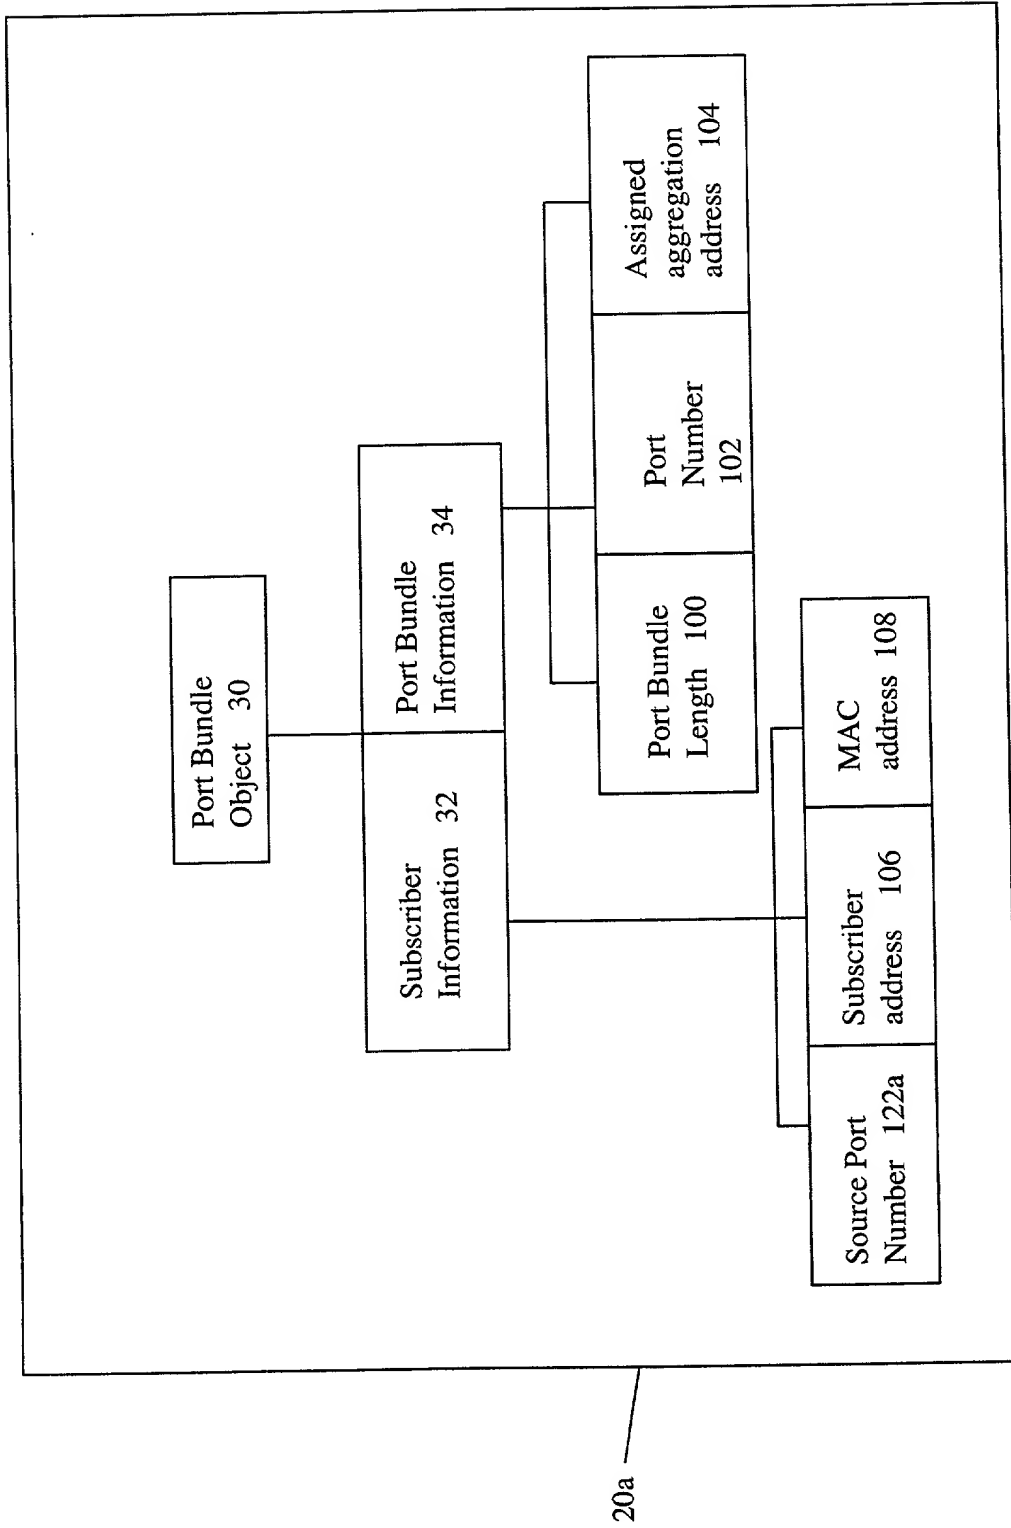 Port Bundle
Object 30
Subscriber
Information 32
Port Bundle
Information 34
Port Bundle
Length 100
Port
Number
102
Assigned
aggregation
address 104
Source Port
Number 122a
Subscriber
address 106
MAC
address 108
20a